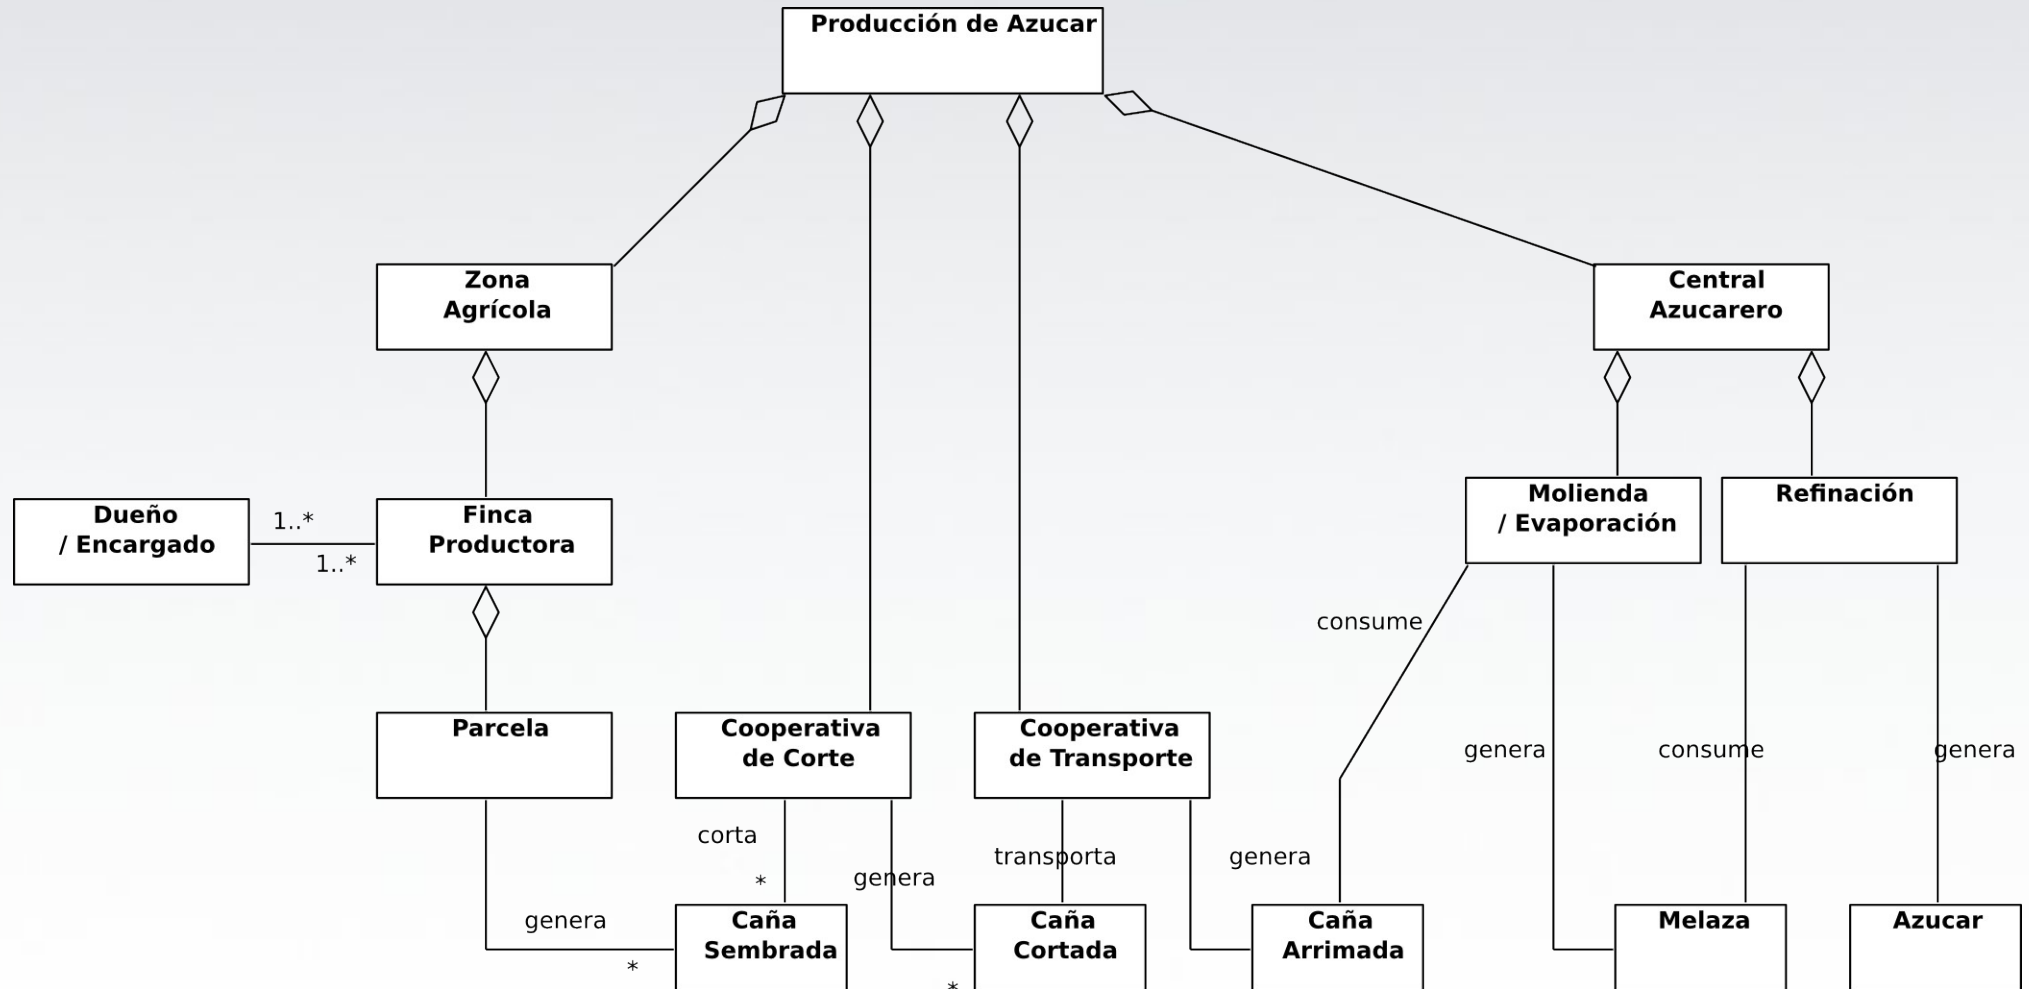 Producción de Azucar
Zona
Agrícola
Central
Azucarero
Dueño
/ Encargado
1..*
1..*
Finca
Productora
Molienda
/ Evaporación
Refinación
consume
Parcela
Cooperativa
de Corte
Cooperativa
de Transporte
genera
consume
genera
corta
*
genera
transporta
genera
genera
*
Caña
Sembrada
Caña
Cortada
*
Caña
Arrimada
Melaza
Azucar